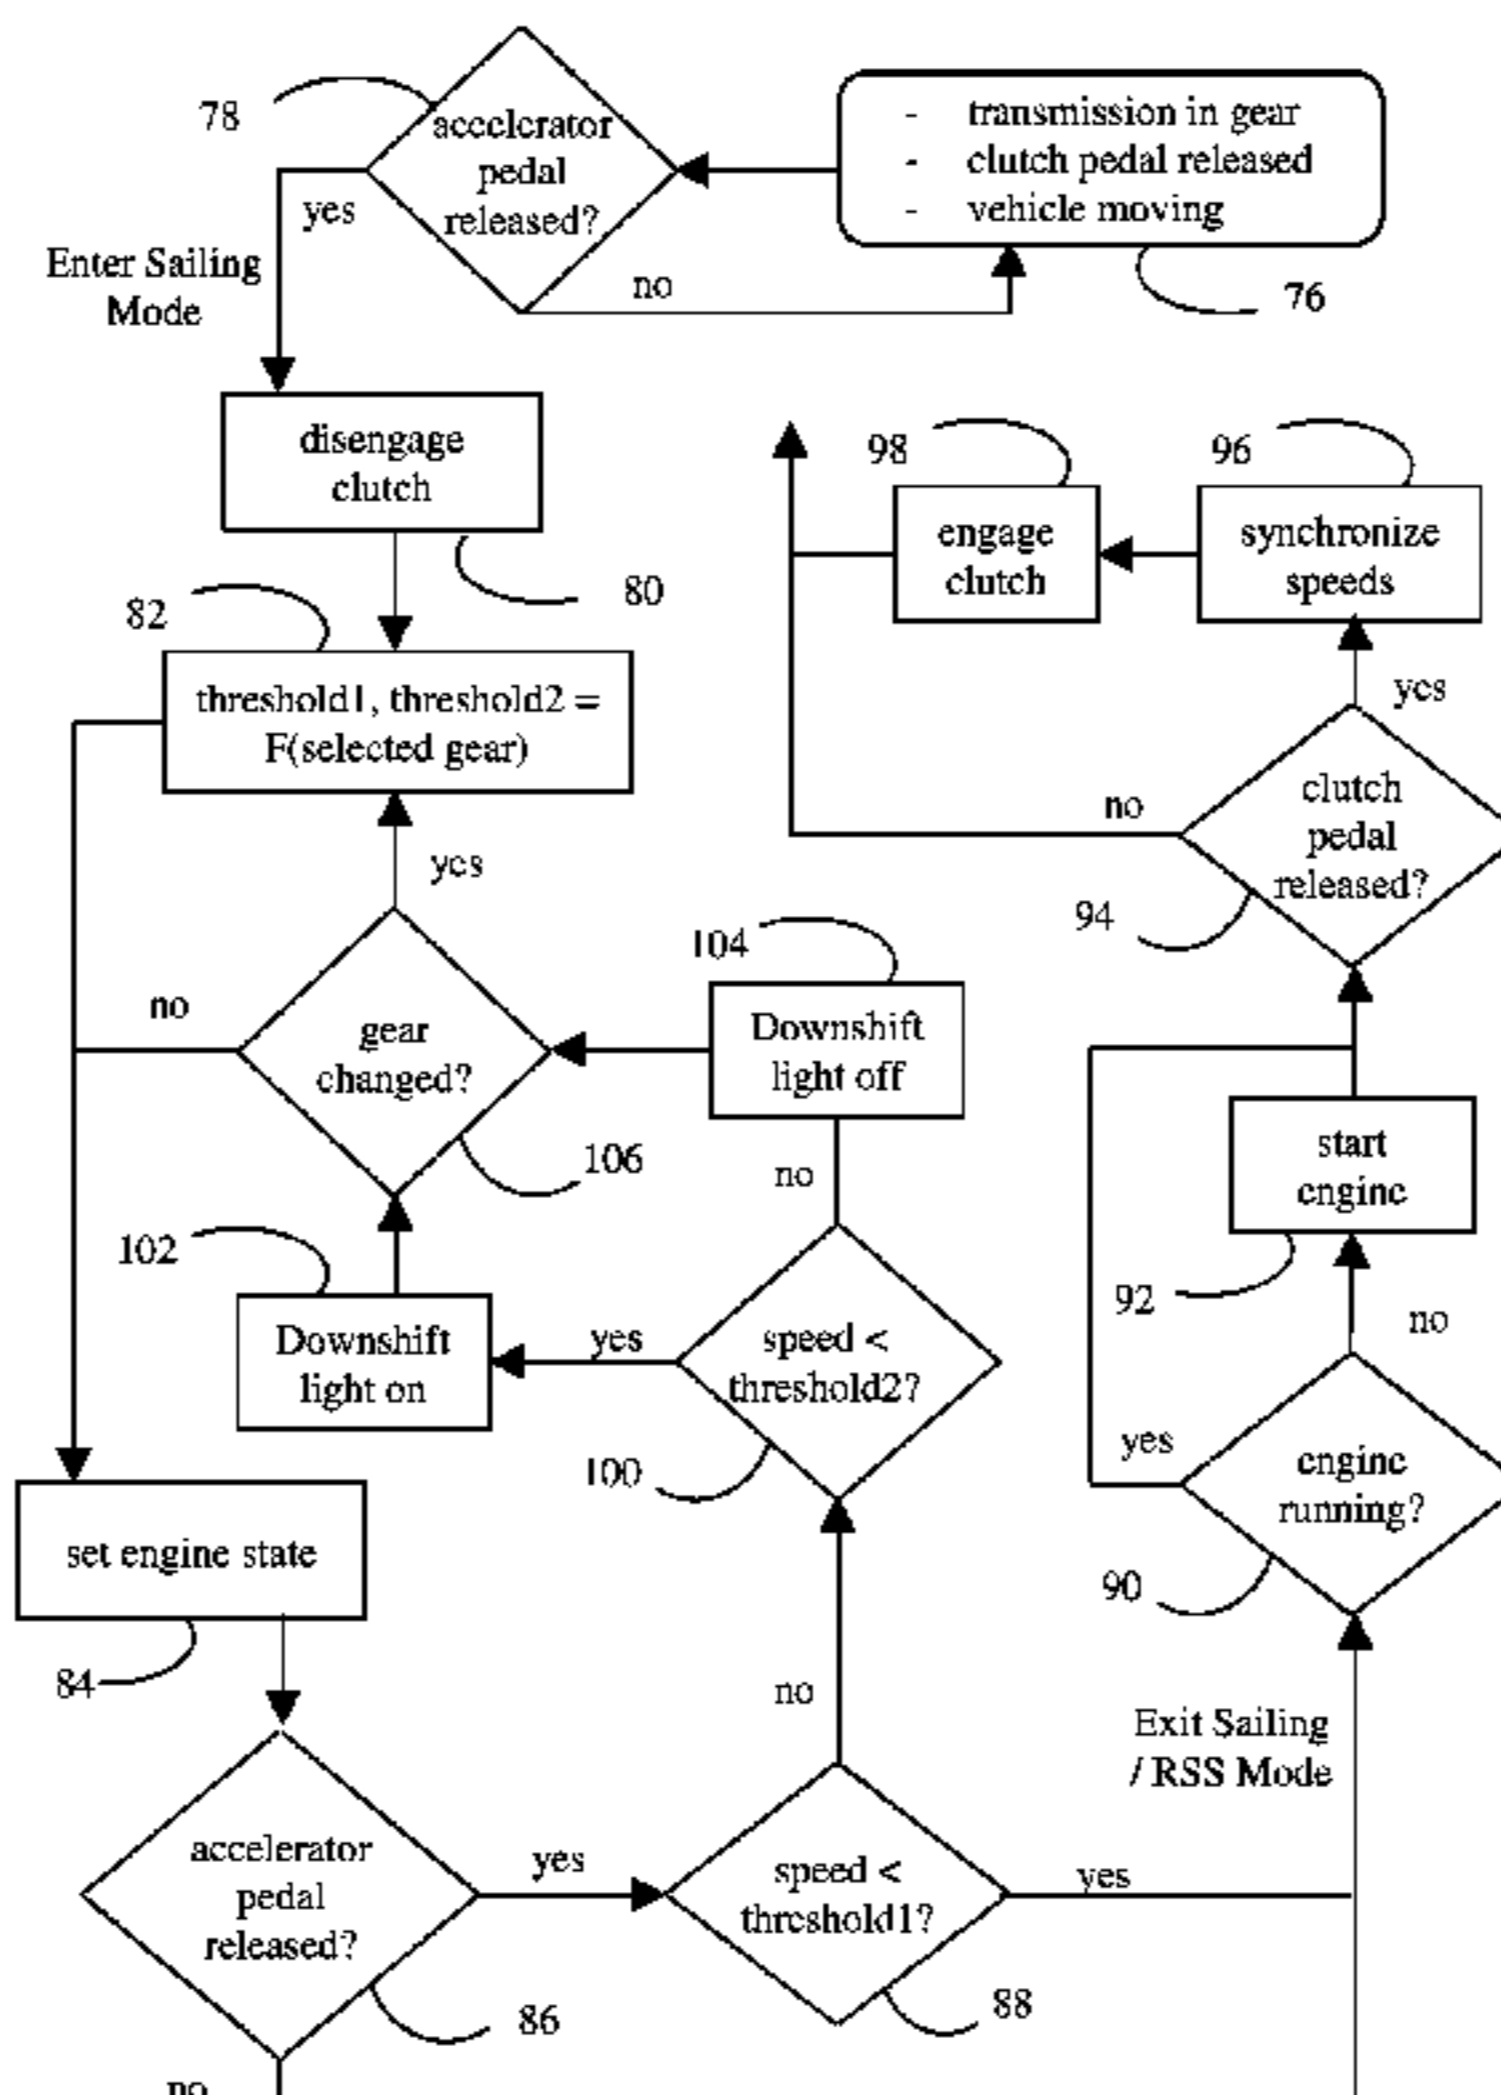 78
accelerator
pedal
released?
- transmission in gear
- clutch pedal released
- vehicle moving
yes
Enter Sailing
Mode
no
76
disengage
clutch
80
98
96
engage
clutch
synchronize
speeds
82
threshold1, threshold2 =
F(selected gear)
yes
yes
no
clutch
pedal
released?
94
104
Downshift
light off
no
gear
changed?
106
no
start
engine
92
no
102
Downshift
light on
yes
speed <
threshold2?
100
yes
engine
running?
90
set engine state
84
no
Exit Sailing
/ RSS Mode
accelerator
pedal
released?
yes
speed <
threshold1?
yes
86
88
no